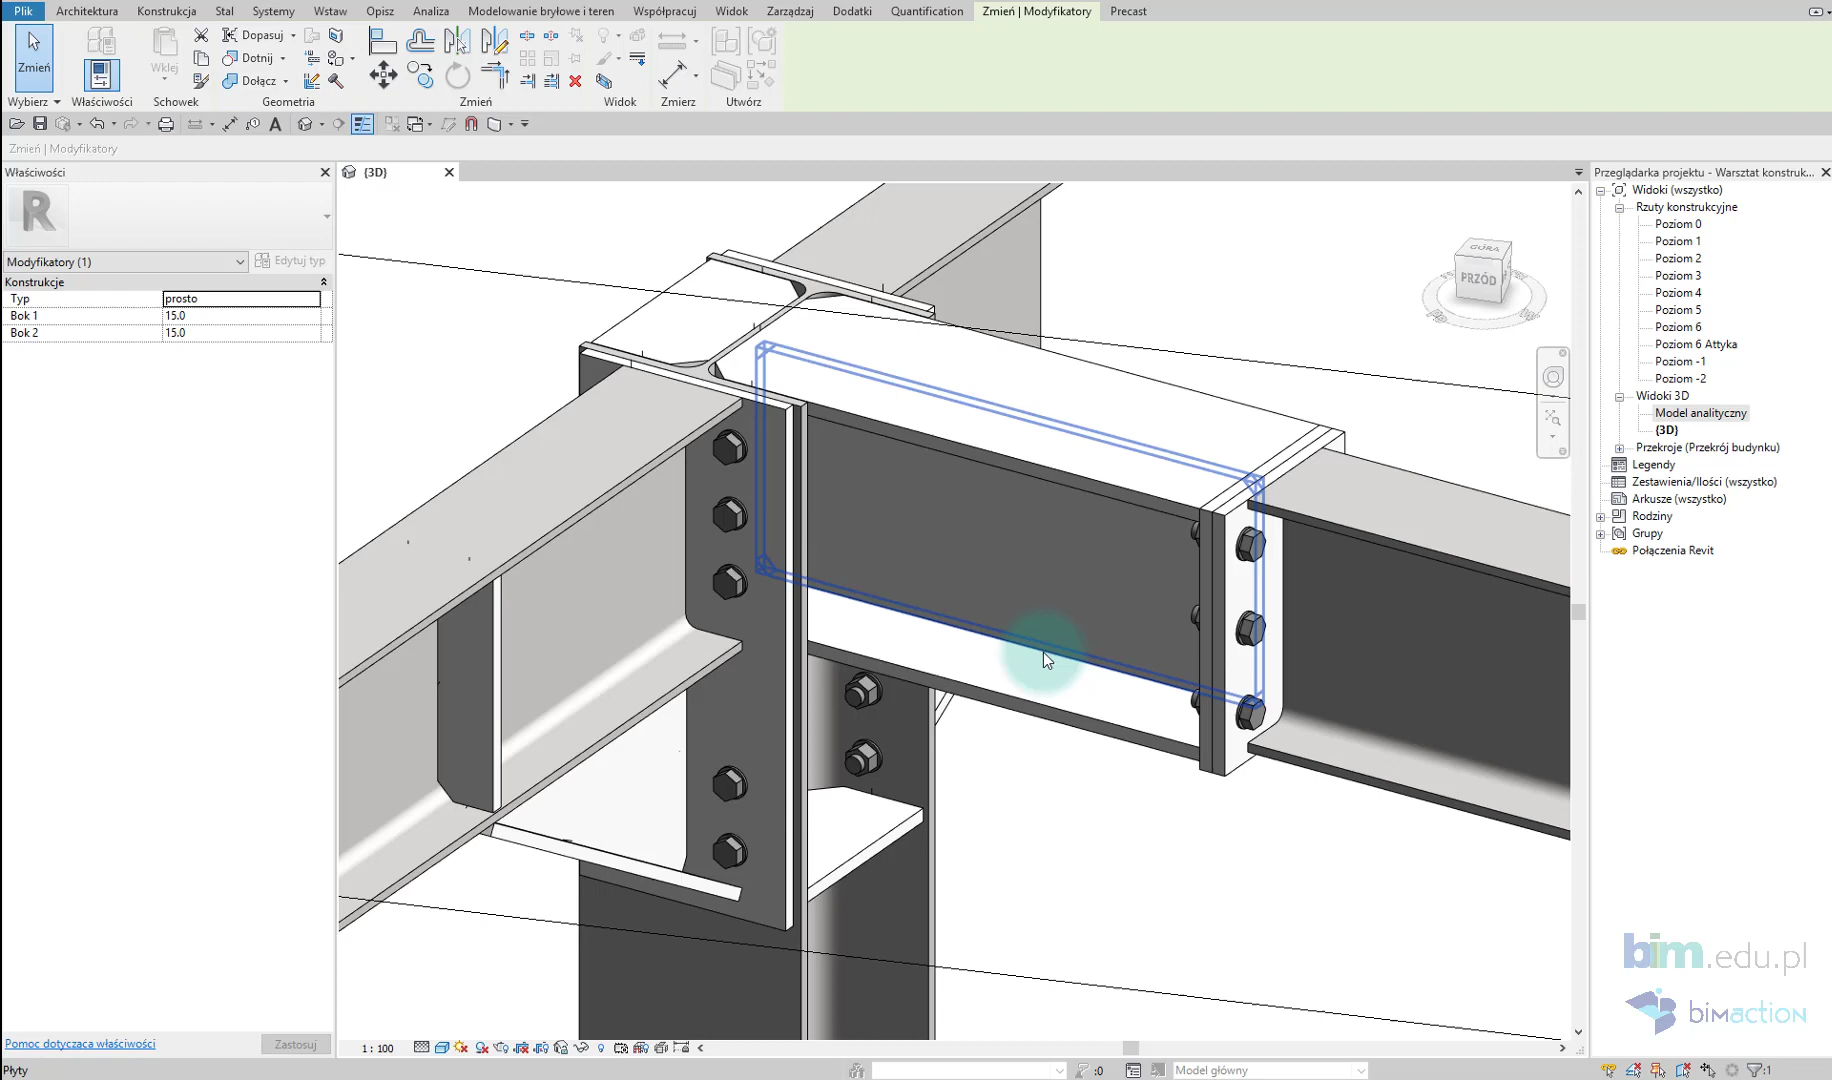 Plik Architektura Konstrukcja Stal Systemy Wstaw Opisz Analiza Modelowanie bryłowe i teren Współpracuj Widok Zarządzaj Dodatki Quantification Zmień | Modyfikatory Precast
Zmień
Wklej
Dopasuj
Dotnij
Dołącz
Wybierz Właściwości Schowek Geometria Zmień Widok Zmierz Utwórz
Zmień | Modyfikatory
Właściwości
R
Modyfikatory (1)
Edytuj typ
Konstrukcje
Typ prosto
Bok 1 15.0
Bok 2 15.0
Pomoc dotycząca właściwości
Zastosuj
{3D}
GÓRA
PRZÓD
1 : 100
Przeglądarka projektu - Warsztat konstruk...
Widoki (wszystko)
Rzuty konstrukcyjne
Poziom 0
Poziom 1
Poziom 2
Poziom 3
Poziom 4
Poziom 5
Poziom 6
Poziom 6 Attyka
Poziom -1
Poziom -2
Widoki 3D
Model analityczny
{3D}
Przekroje (Przekrój budynku)
Legendy
Zestawienia/Ilości (wszystko)
Arkusze (wszystko)
Rodziny
Grupy
Połączenia Revit
bim.edu.pl
bimaction
Płyty
:0
Model główny
:1